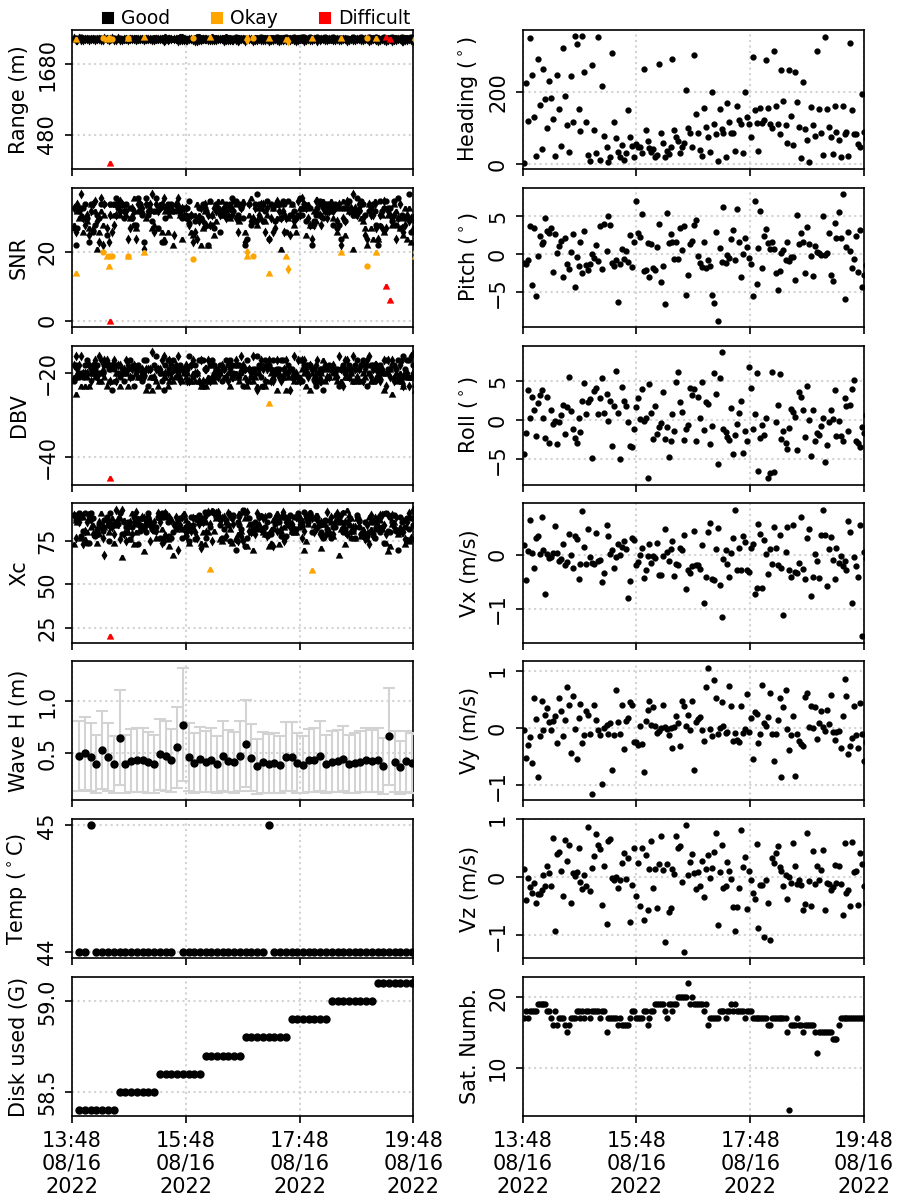 Good Okay Difficult
Range (m)
1680
480
SNR
20
0
DBV
−20
−40
Xc
75
50
25
Wave H (m)
1.0
0.5
Temp (°C)
45
44
Disk used (G)
59.0
58.5
13:48 15:48 17:48 19:48
08/16 08/16 08/16 08/16
2022 2022 2022 2022
Heading (°)
200
0
Pitch (°)
5
0
−5
Roll (°)
5
0
−5
Vx (m/s)
0
−1
Vy (m/s)
1
0
−1
Vz (m/s)
1
0
−1
Sat. Numb.
20
10
13:48 15:48 17:48 19:48
08/16 08/16 08/16 08/16
2022 2022 2022 2022